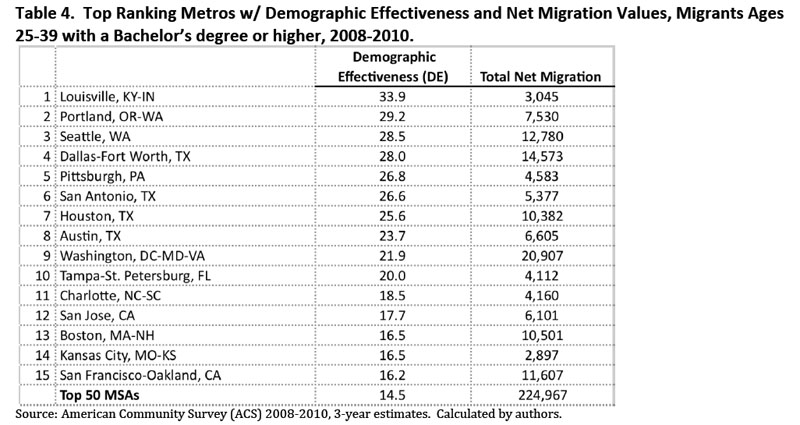 Table 4. Top Ranking Metros w/ Demographic Effectiveness and Net Migration Values, Migrants Ages
25-39 with a Bachelor's degree or higher, 2008-2010.
Demographic
Effectiveness (DE) Total Net Migration
1 Louisville, KY-IN 33.9 3,045
2 Portland, OR-WA 29.2 7,530
3 Seattle, WA 28.5 12,780
4 Dallas-Fort Worth, TX 28.0 14,573
5 Pittsburgh, PA 26.8 4,583
6 San Antonio, TX 26.6 5,377
7 Houston, TX 25.6 10,382
8 Austin, TX 23.7 6,605
9 Washington, DC-MD-VA 21.9 20,907
10 Tampa-St. Petersburg, FL 20.0 4,112
11 Charlotte, NC-SC 18.5 4,160
12 San Jose, CA 17.7 6,101
13 Boston, MA-NH 16.5 10,501
14 Kansas City, MO-KS 16.5 2,897
15 San Francisco-Oakland, CA 16.2 11,607
Top 50 MSAs 14.5 224,967
Source: American Community Survey (ACS) 2008-2010, 3-year estimates. Calculated by authors.